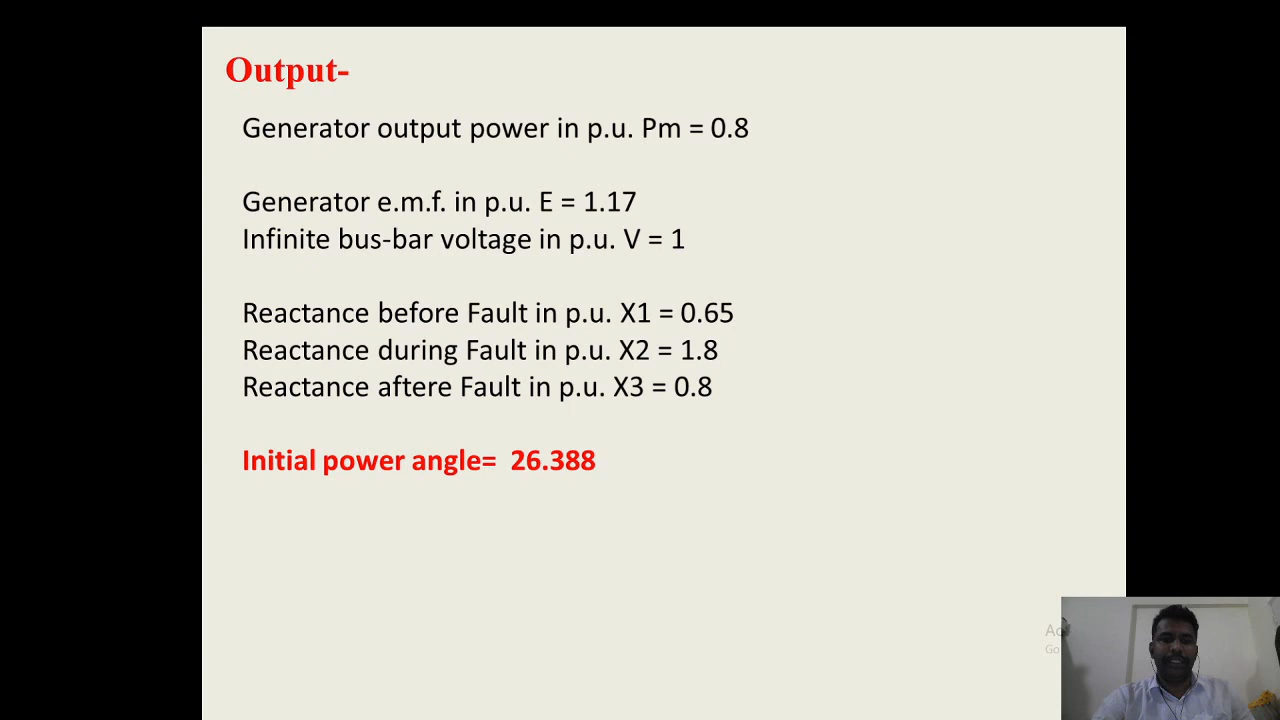 Output-
Generator output power in p.u. Pm = 0.8
Generator e.m.f. in p.u. E = 1.17
Infinite bus-bar voltage in p.u. V = 1
Reactance before Fault in p.u. X1 = 0.65
Reactance during Fault in p.u. X2 = 1.8
Reactance aftere Fault in p.u. X3 = 0.8
Initial power angle= 26.388
Go